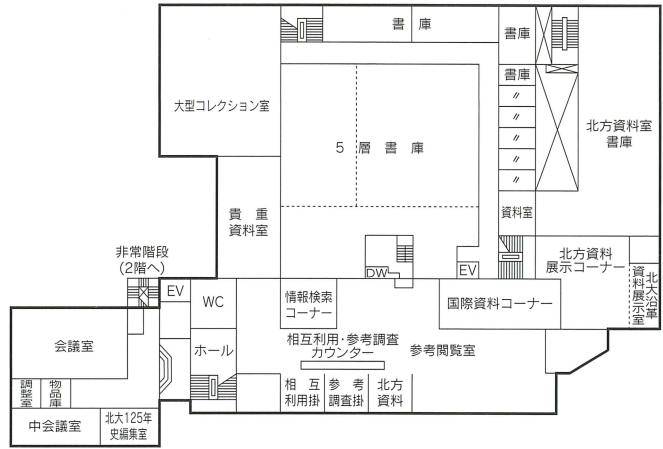 書　庫
書庫
大型コレクション室
書庫
〃
〃
〃
〃
〃
北方資料室
書庫
5　層　書　庫
貴　重
資料室
資料室
非常階段
(2階へ)
北方資料
展示コーナー
北大沿革
資料展示室
DW
EV
EV
WC
情報検索
コーナー
国際資料コーナー
会議室
ホール
相互利用・参考調査
カウンター
参考閲覧室
調整室
物品庫
相　互
利用掛
参　考
調査掛
北方
資料
中会議室
北大125年
史編集室